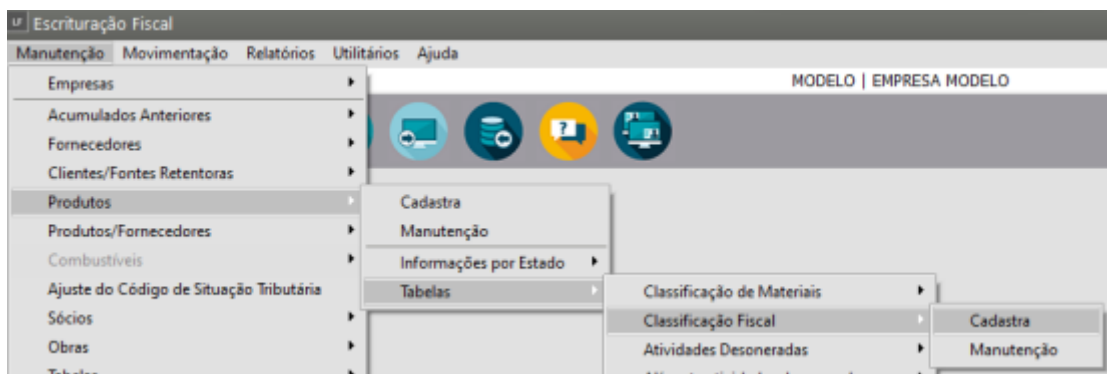 LF Escrituração Fiscal
Manutenção Movimentação Relatórios Utilitários Ajuda
Empresas
MODELO | EMPRESA MODELO
Acumulados Anteriores
Fornecedores
Clientes/Fontes Retentoras
Produtos
Cadastra
Produtos/Fornecedores
Manutenção
Combustíveis
Informações por Estado
Ajuste do Código de Situação Tributária
Tabelas
Classificação de Materiais
Sócios
Classificação Fiscal
Cadastra
Obras
Atividades Desoneradas
Manutenção
Tabelas